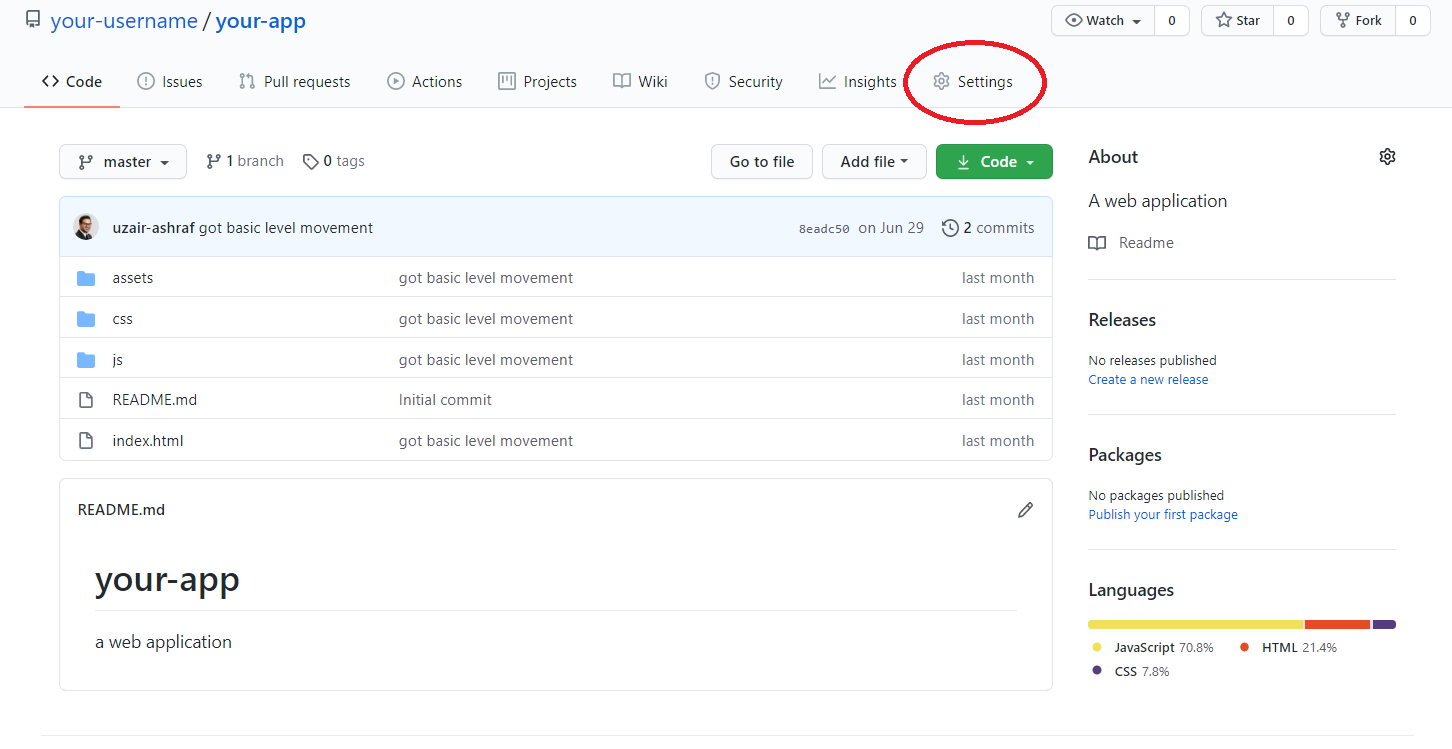 your-username / your-app
Watch 0 Star 0 Fork 0
Code Issues Pull requests Actions Projects Wiki Security Insights Settings
master 1 branch 0 tags Go to file Add file Code
uzair-ashraf got basic level movement 8eadc50 on Jun 29 2 commits
assets got basic level movement last month
css got basic level movement last month
js got basic level movement last month
README.md Initial commit last month
index.html got basic level movement last month
README.md
your-app
a web application
About
A web application
Readme
Releases
No releases published
Create a new release
Packages
No packages published
Publish your first package
Languages
JavaScript 70.8% HTML 21.4%
CSS 7.8%